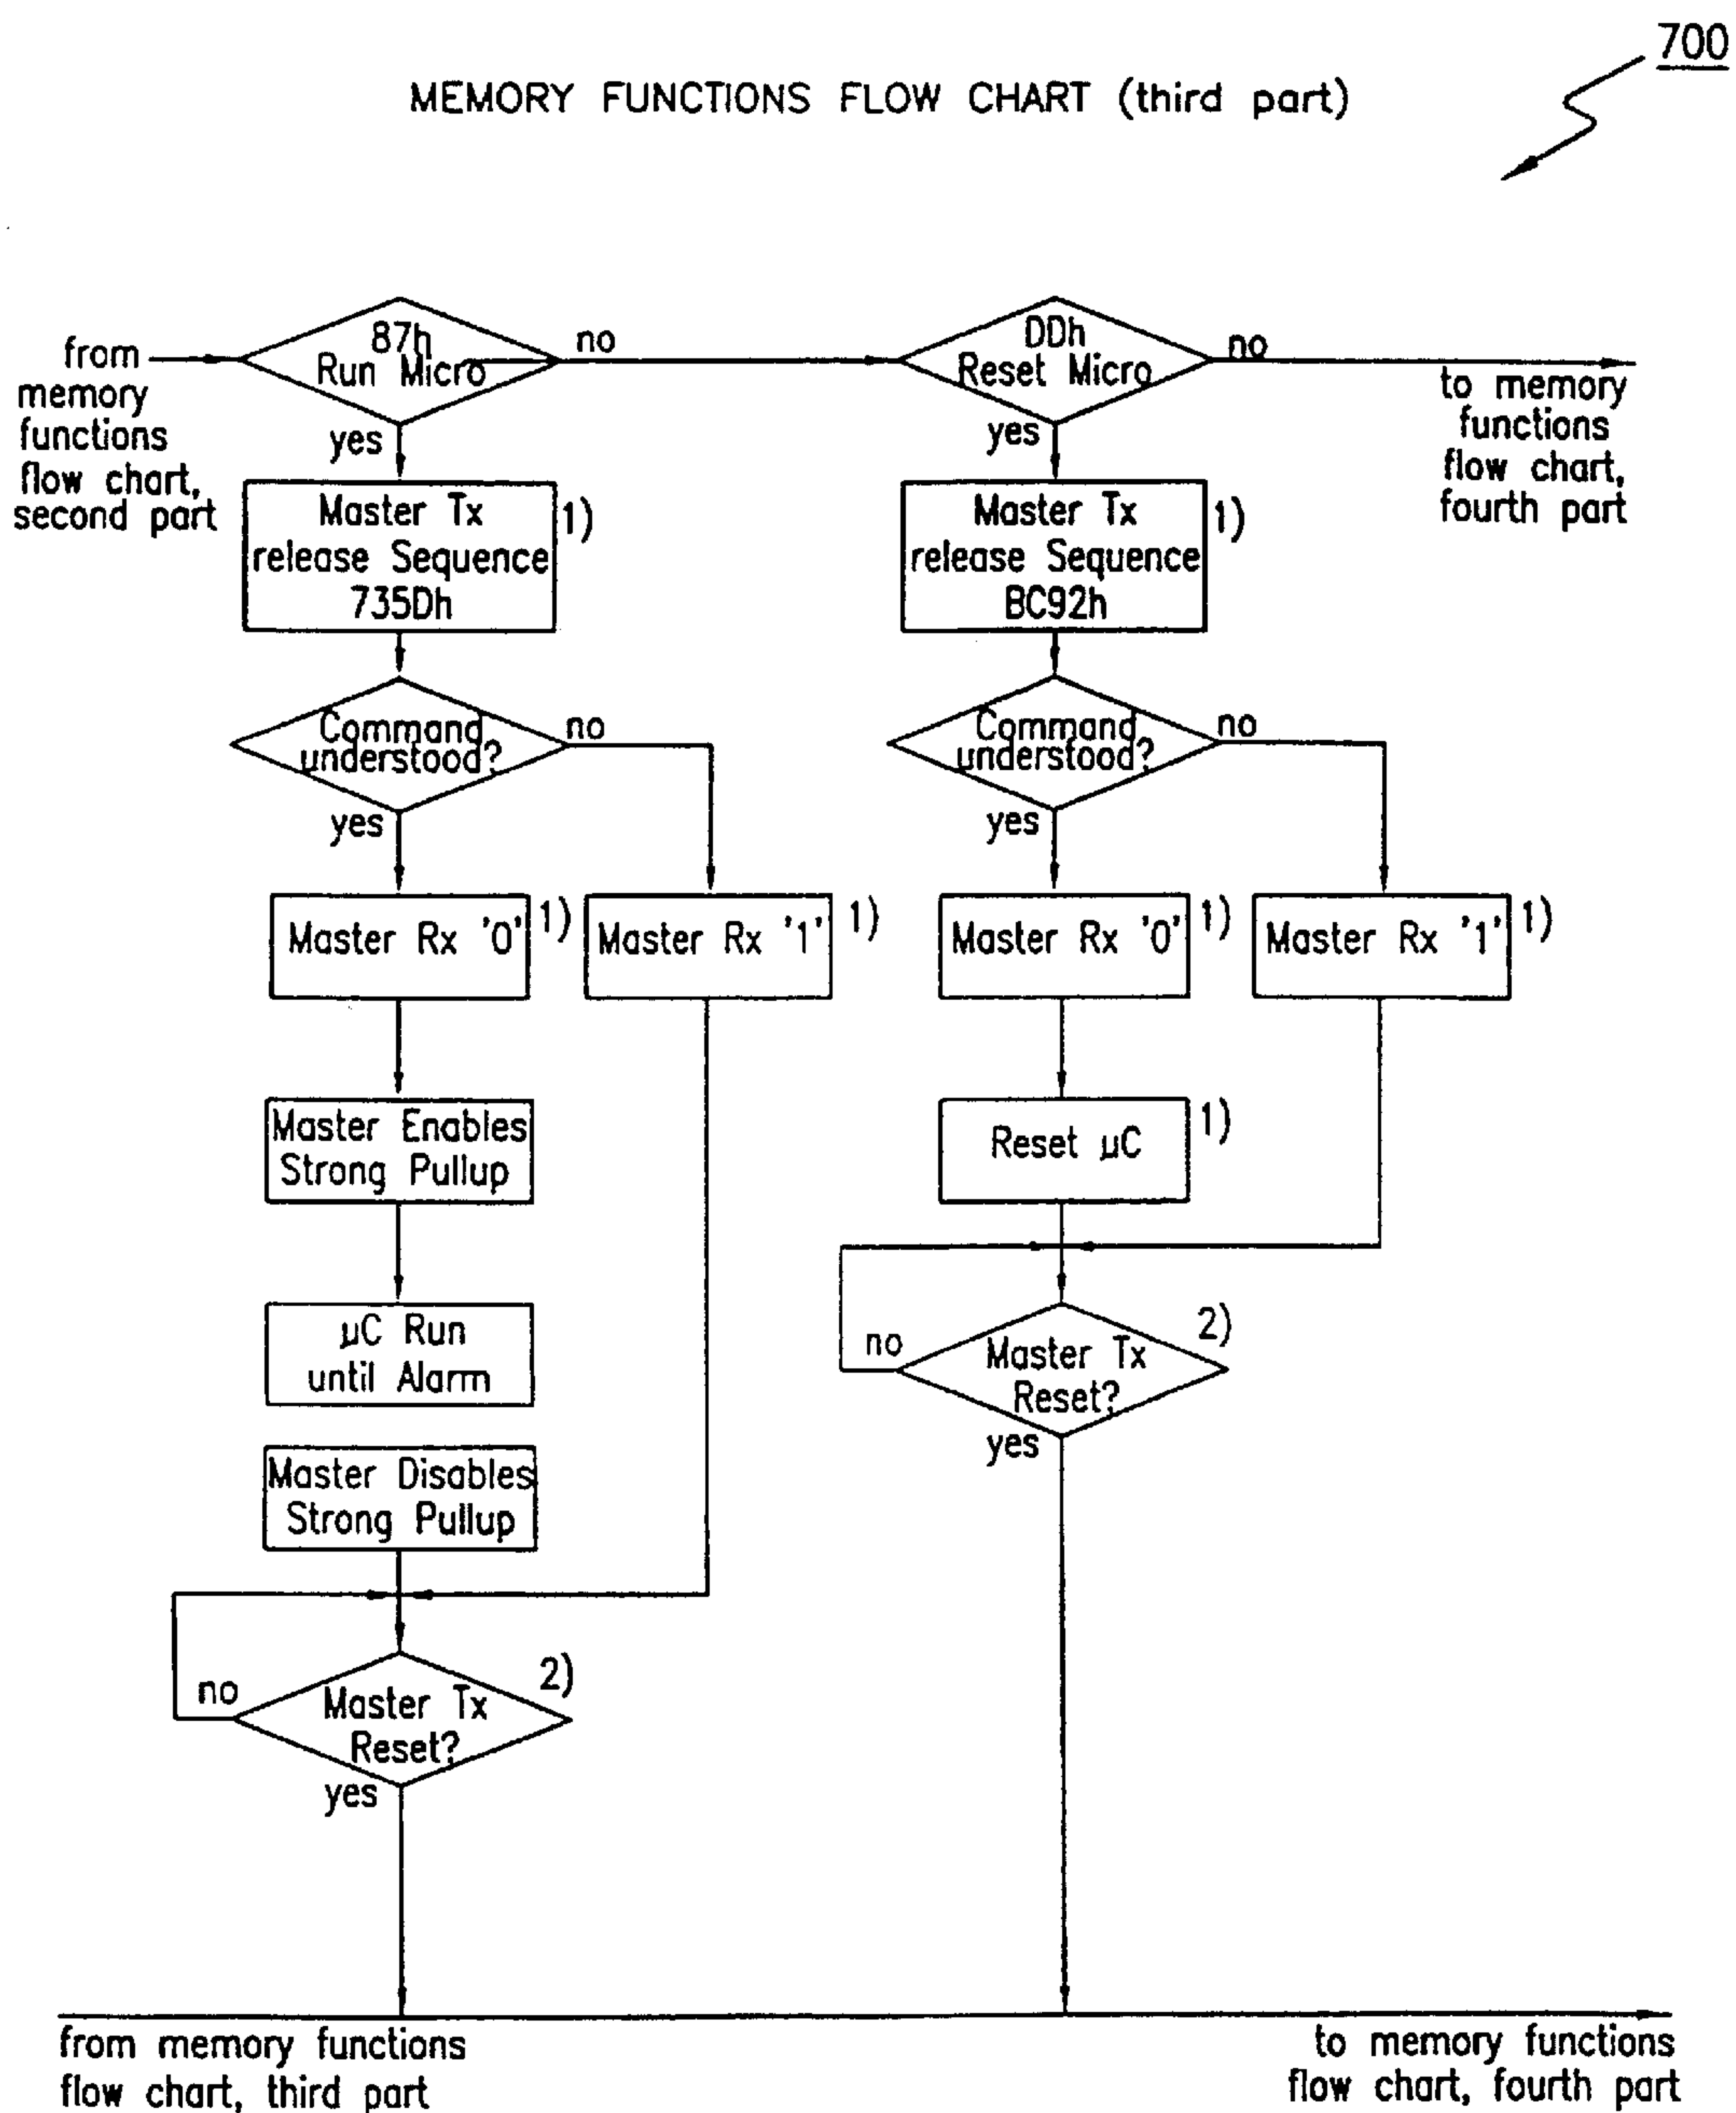 700
MEMORY FUNCTIONS FLOW CHART (third part)
from
memory
functions
flow chart,
second part
87h
Run Micro
no
yes
Master Tx
release Sequence
735Dh
1)
Command
understood?
no
yes
Master Rx '0'
1)
Master Rx '1'
1)
Master Enables
Strong Pullup
µC Run
until Alarm
Master Disables
Strong Pullup
Master Tx
Reset?
2)
no
yes
DDh
Reset Micro
no
yes
to memory
functions
flow chart,
fourth part
Master Tx
release Sequence
BC92h
1)
Command
understood?
no
yes
Master Rx '0'
1)
Master Rx '1'
1)
Reset µC
1)
Master Tx
Reset?
2)
no
yes
from memory functions
flow chart, third part
to memory functions
flow chart, fourth part